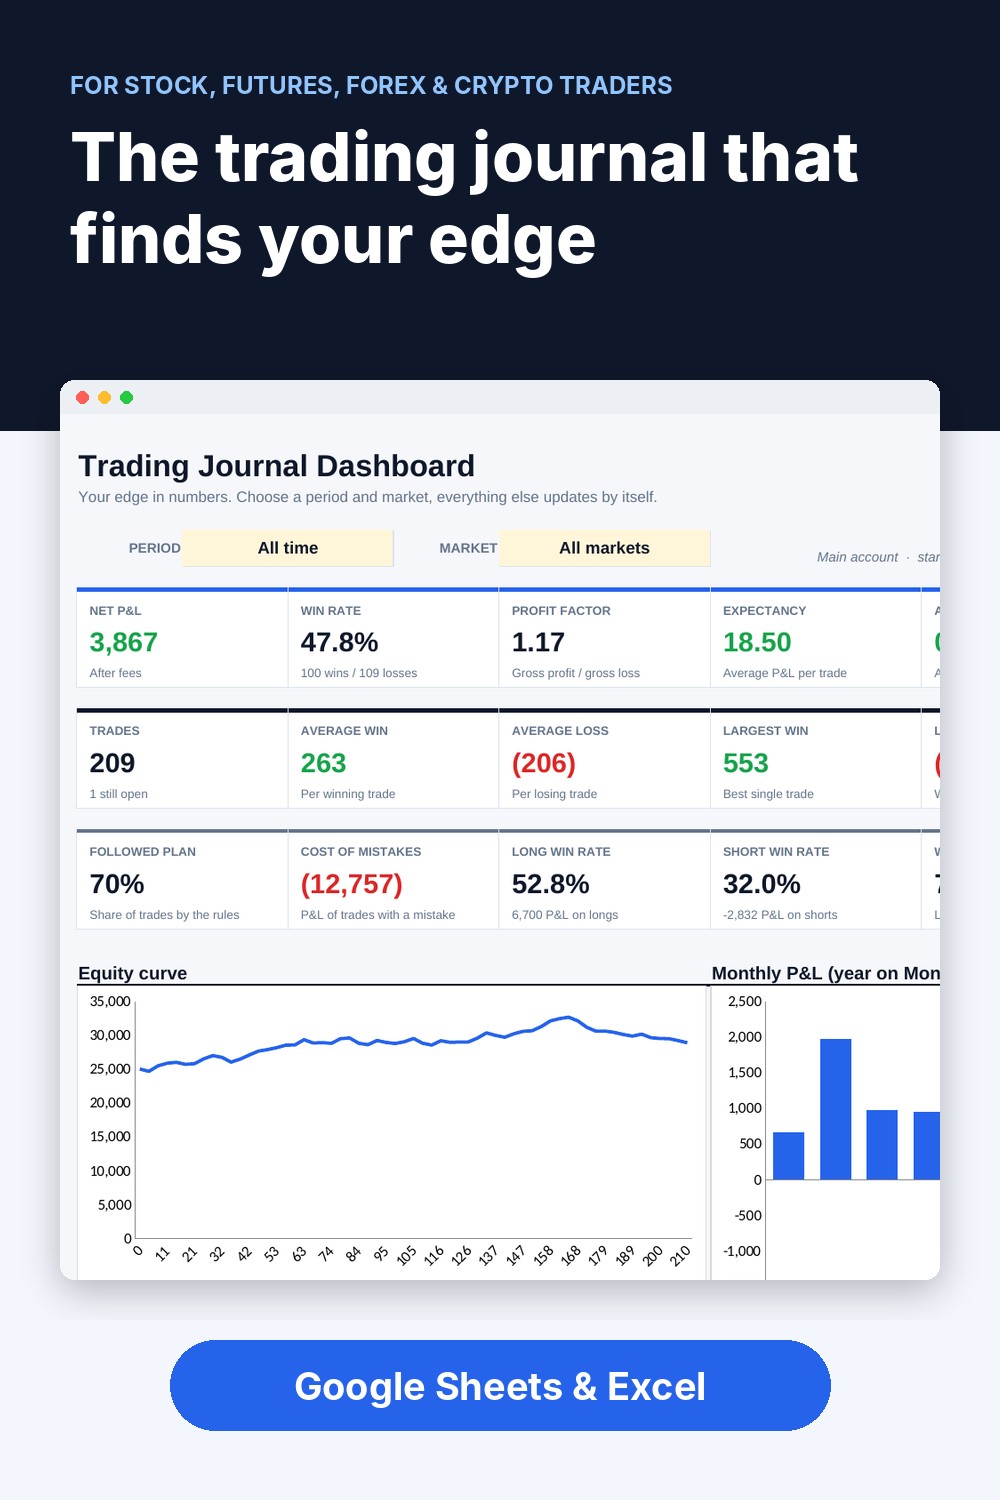 FOR STOCK, FUTURES, FOREX & CRYPTO TRADERS
The trading journal that
finds your edge
Trading Journal Dashboard
Your edge in numbers. Choose a period and market, everything else updates by itself.
PERIOD All time MARKET All markets
Main account · star
NET P&L WIN RATE PROFIT FACTOR EXPECTANCY
3,867 47.8% 1.17 18.50
After fees 100 wins / 109 losses Gross profit / gross loss Average P&L per trade
TRADES AVERAGE WIN AVERAGE LOSS LARGEST WIN
209 263 (206) 553
1 still open Per winning trade Per losing trade Best single trade
FOLLOWED PLAN COST OF MISTAKES LONG WIN RATE SHORT WIN RATE
70% (12,757) 52.8% 32.0%
Share of trades by the rules P&L of trades with a mistake 6,700 P&L on longs -2,832 P&L on shorts
Equity curve Monthly P&L (year on Mon
35,000 2,500
30,000 2,000
25,000 1,500
20,000 1,000
15,000 500
10,000 0
5,000 -500
0 -1,000
0 11 21 32 42 53 63 74 84 95 105 116 126 137 147 158 168 179 189 200 210
Google Sheets & Excel